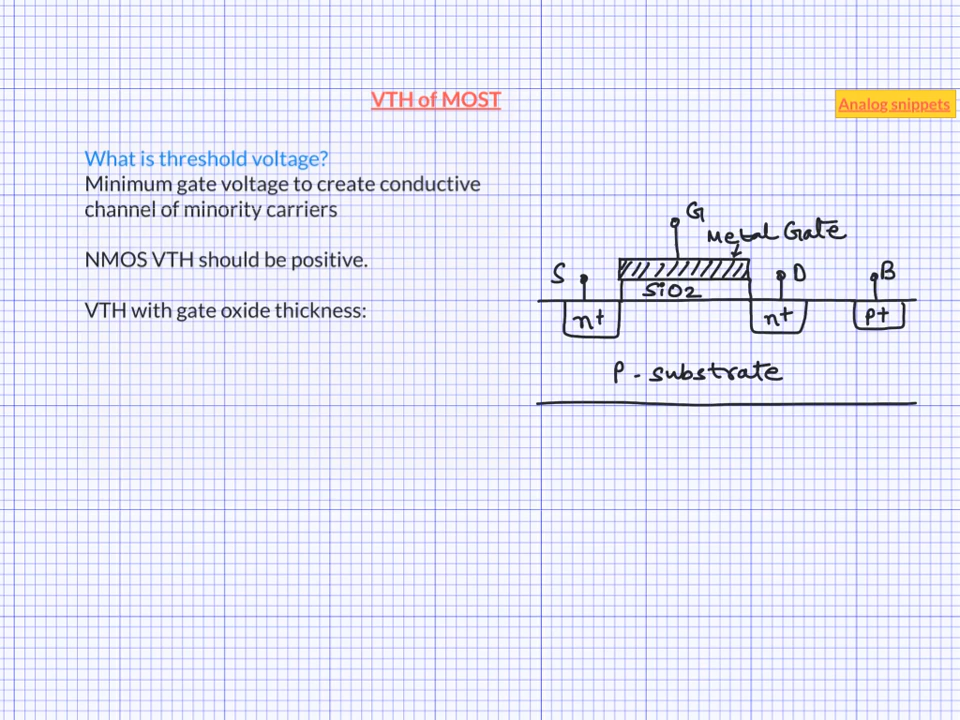 VTH of MOST
Analog snippets
What is threshold voltage?
Minimum gate voltage to create conductive
channel of minority carriers
NMOS VTH should be positive.
VTH with gate oxide thickness:
G
Metal Gate
S
D
B
SiO2
n+
n+
P+
P - substrate